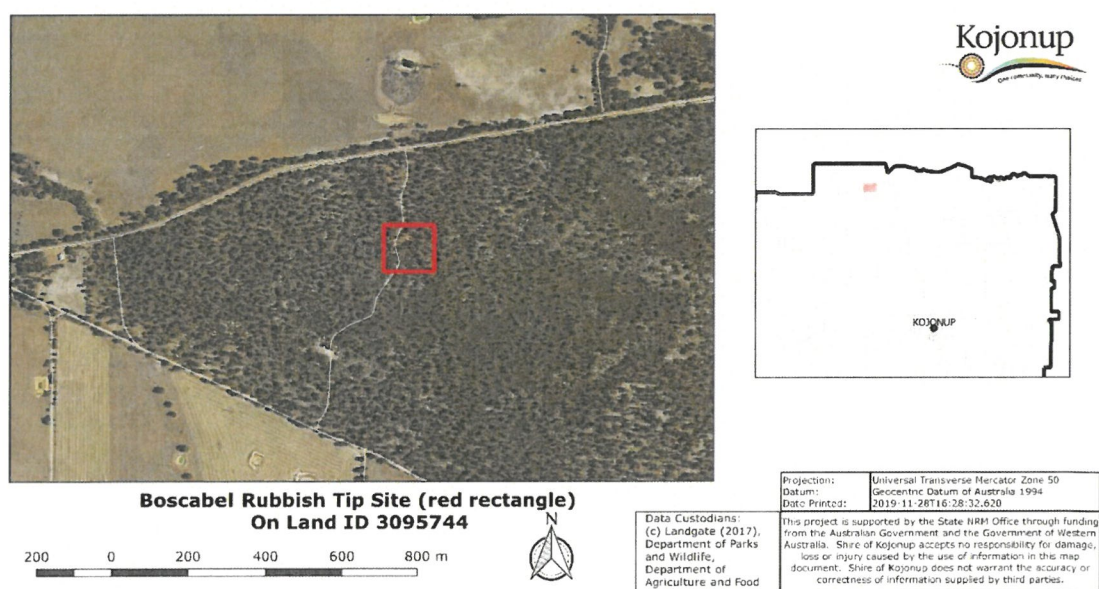 Kojonup
One community, many choices
KOJONUP
Boscabel Rubbish Tip Site (red rectangle)
On Land ID 3095744
N
200 0 200 400 600 800 m
Data Custodians:
(c) Landgate (2017),
Department of Parks
and Wildlife,
Department of
Agriculture and Food
Projection: Universal Transverse Mercator Zone 50
Datum: Geocentric Datum of Australia 1994
Date Printed: 2019-11-28T16:28:32.620
This project is supported by the State NRM Office through funding
from the Australian Government and the Government of Western
Australia. Shire of Kojonup accepts no responsibility for damage,
loss or injury caused by the use of information in this map
document. Shire of Kojonup does not warrant the accuracy or
correctness of information supplied by third parties.